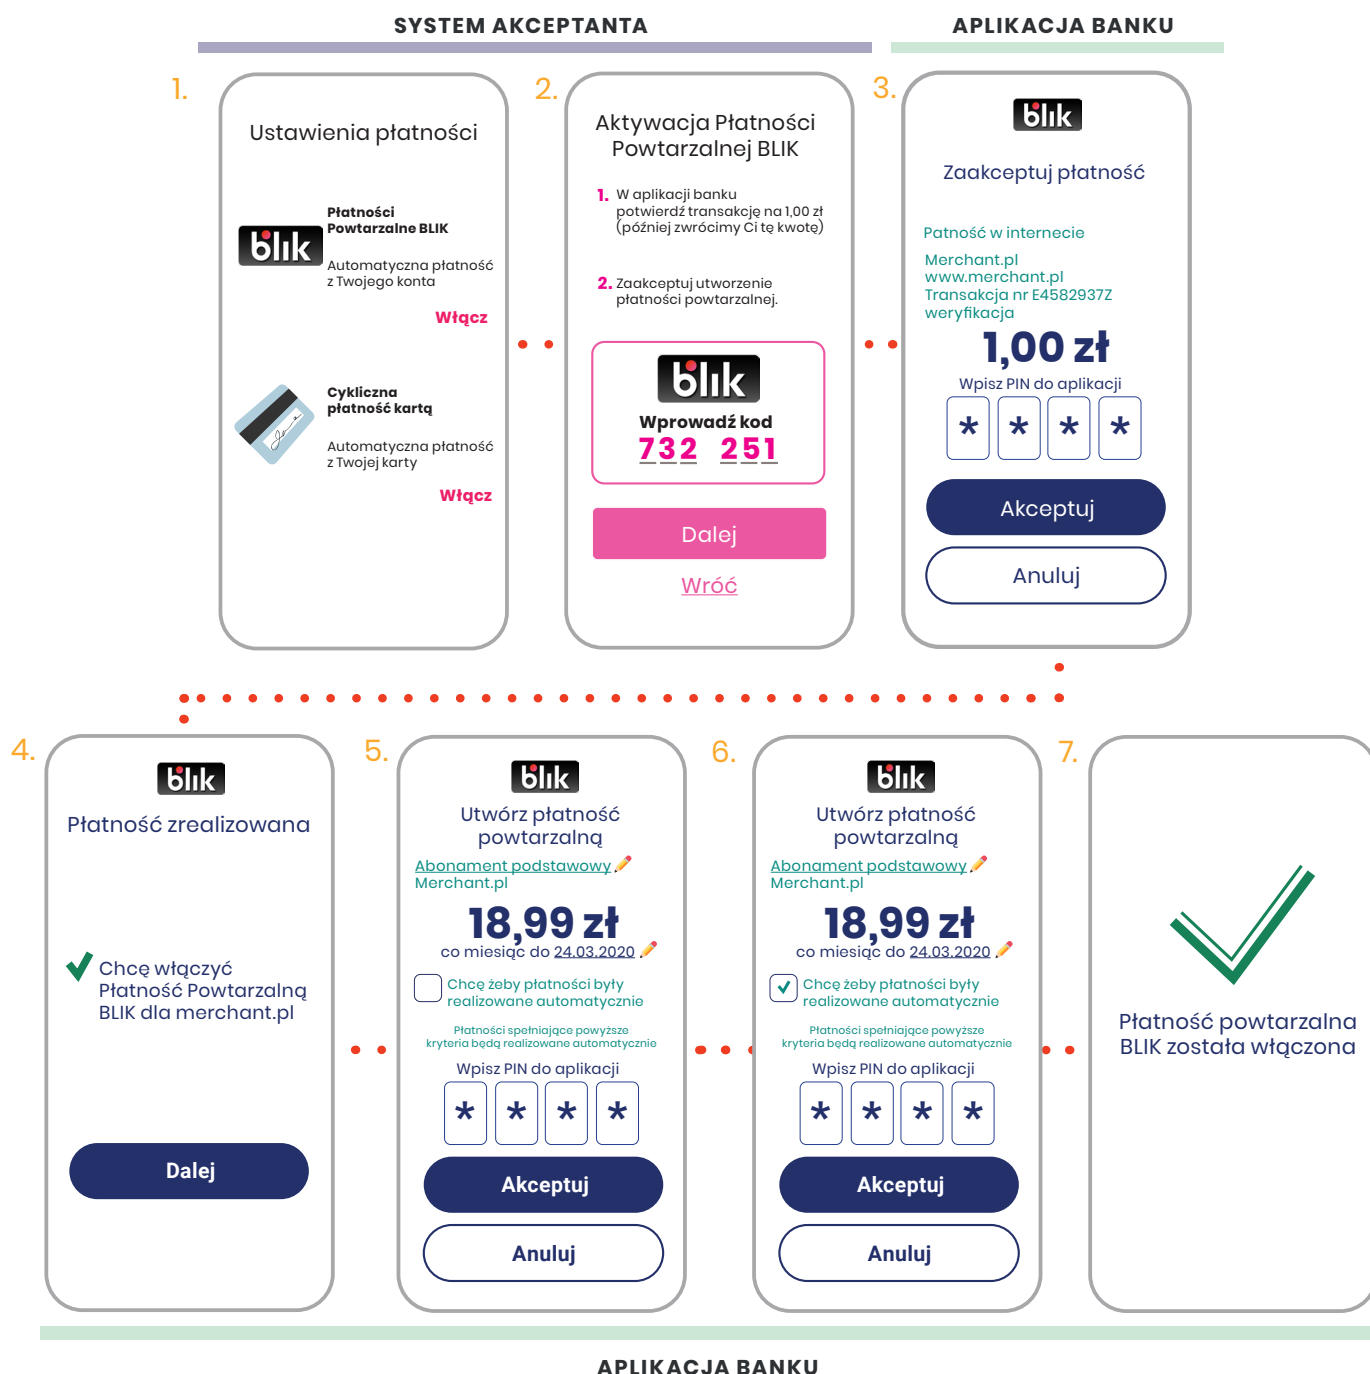 SYSTEM AKCEPTANTA
APLIKACJA BANKU
1.
Ustawienia płatności
blik
Płatności
Powtarzalne BLIK
Automatyczna płatność
z Twojego konta
Włącz
Cykliczna
płatność kartą
Automatyczna płatność
z Twojej karty
Włącz
2.
Aktywacja Płatności
Powtarzalnej BLIK
1. W aplikacji banku
potwierdź transakcję na 1,00 zł
(później zwrócimy Ci tę kwotę)
2. Zaakceptuj utworzenie
płatności powtarzalnej.
blik
Wprowadź kod
732 251
Dalej
Wróć
3.
blik
Zaakceptuj płatność
Patność w internecie
Merchant.pl
www.merchant.pl
Transakcja nr E4582937Z
weryfikacja
1,00 zł
Wpisz PIN do aplikacji
* * * *
Akceptuj
Anuluj
4.
blik
Płatność zrealizowana
Chcę włączyć
Płatność Powtarzalną
BLIK dla merchant.pl
Dalej
5.
blik
Utwórz płatność
powtarzalną
Abonament podstawowy
Merchant.pl
18,99 zł
co miesiąc do 24.03.2020
Chcę żeby płatności były
realizowane automatycznie
Płatności spełniające powyższe
kryteria będą realizowane automatycznie
Wpisz PIN do aplikacji
* * * *
Akceptuj
Anuluj
6.
blik
Utwórz płatność
powtarzalną
Abonament podstawowy
Merchant.pl
18,99 zł
co miesiąc do 24.03.2020
Chcę żeby płatności były
realizowane automatycznie
Płatności spełniające powyższe
kryteria będą realizowane automatycznie
Wpisz PIN do aplikacji
* * * *
Akceptuj
Anuluj
7.
Płatność powtarzalna
BLIK została włączona
APLIKACJA BANKU